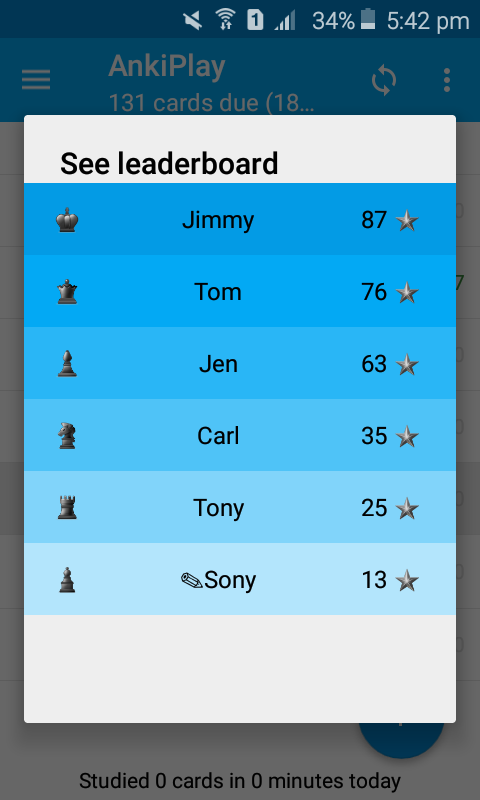 34% 5:42 pm
AnkiPlay
131 cards due (18...
See leaderboard
Jimmy 87
Tom 76
Jen 63
Carl 35
Tony 25
✎Sony 13
Studied 0 cards in 0 minutes today